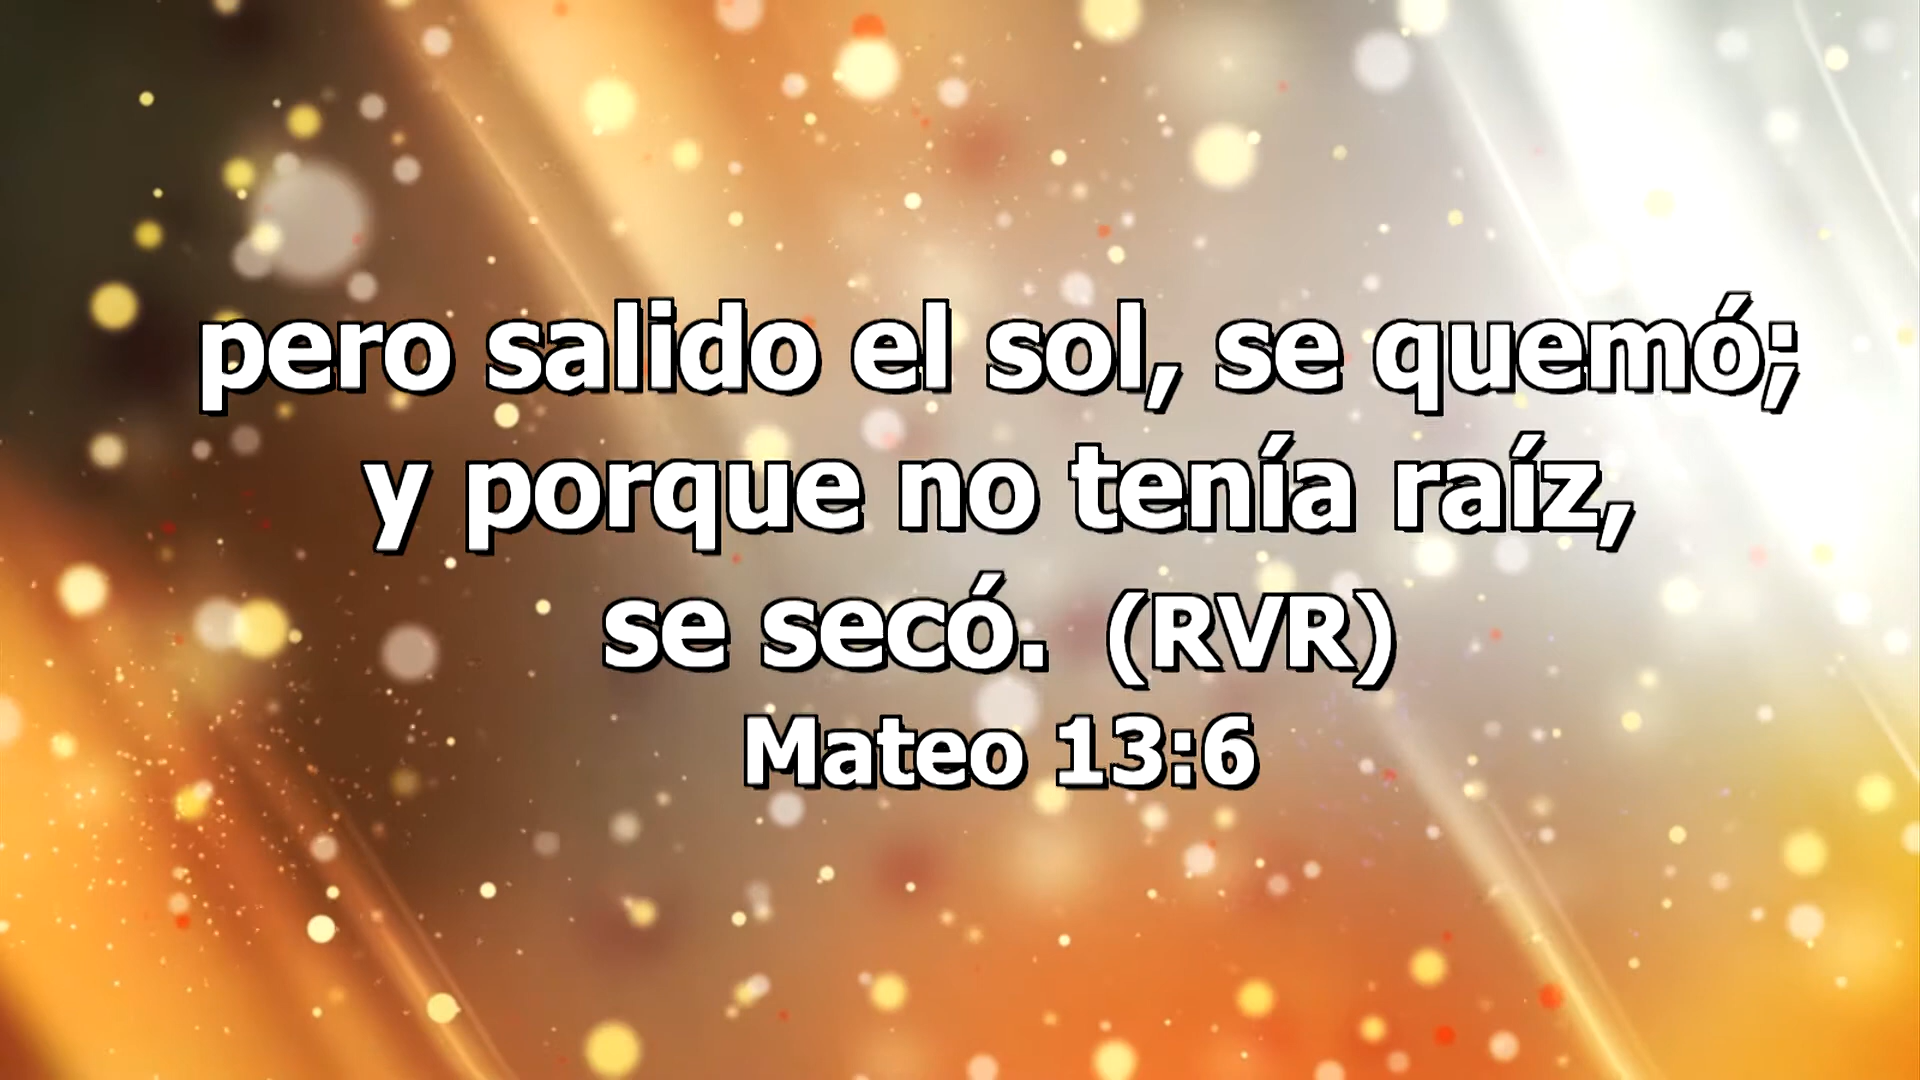 pero salido el sol, se quemó;
y porque no tenía raíz,
se secó.  (RVR)
Mateo 13:6